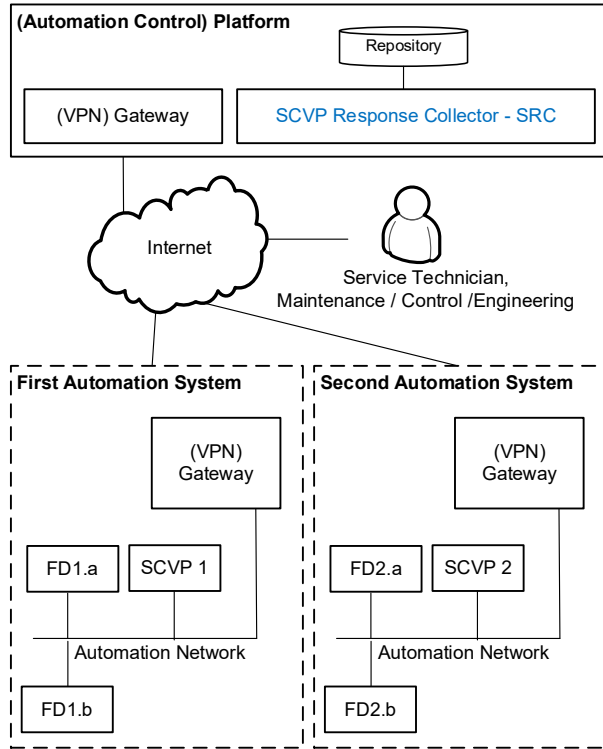 (Automation Control) Platform
Repository
(VPN) Gateway
SCVP Response Collector - SRC
Internet
Service Technician,
Maintenance / Control /Engineering
First Automation System
(VPN)
Gateway
FD1.a
SCVP 1
Automation Network
FD1.b
Second Automation System
(VPN)
Gateway
FD2.a
SCVP 2
Automation Network
FD2.b